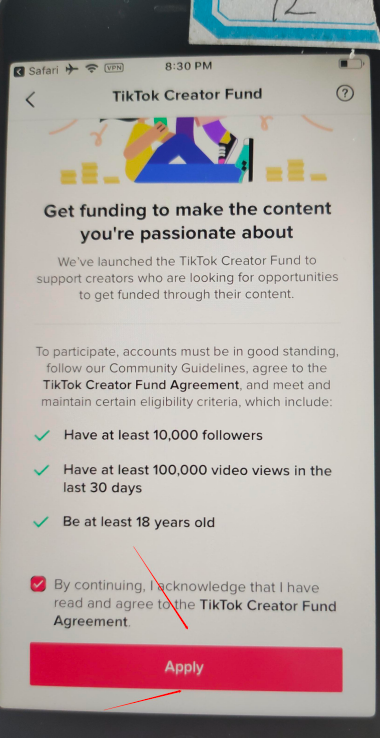 12
Safari VPN 8:30 PM
TikTok Creator Fund ?
Get funding to make the content
you're passionate about
We've launched the TikTok Creator Fund to
support creators who are looking for opportunities
to get funded through their content.
To participate, accounts must be in good standing,
follow our Community Guidelines, agree to the
TikTok Creator Fund Agreement, and meet and
maintain certain eligibility criteria, which include:
Have at least 10,000 followers
Have at least 100,000 video views in the
last 30 days
Be at least 18 years old
By continuing, I acknowledge that I have
read and agree to the TikTok Creator Fund
Agreement.
Apply